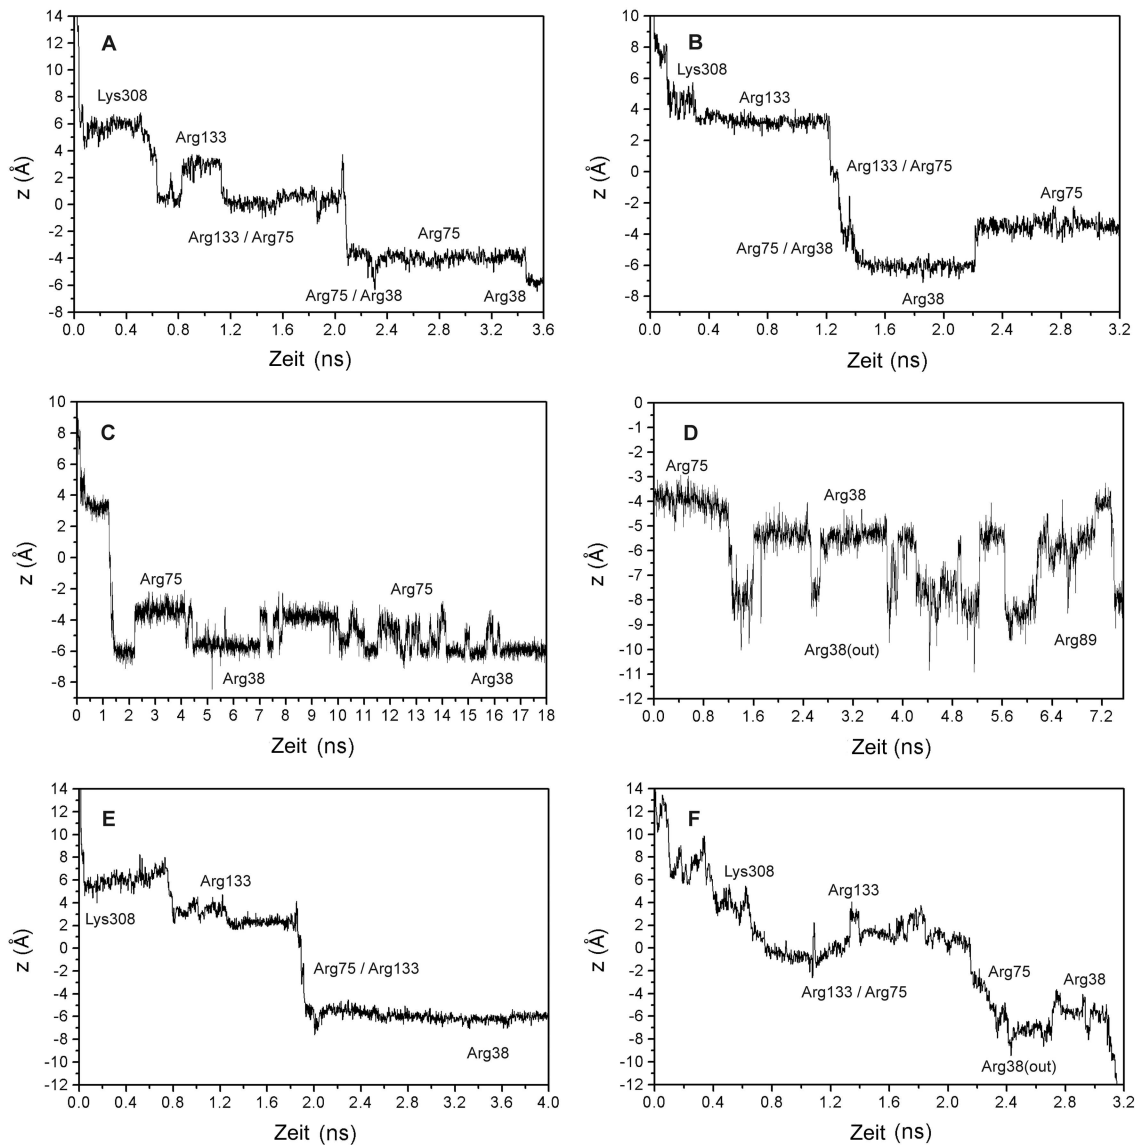 A
z (Å)
14
12
10
8
6
4
2
0
-2
-4
-6
-8
Lys308
Arg133
Arg133 / Arg75
Arg75
Arg75 / Arg38
Arg38
0.0 0.4 0.8 1.2 1.6 2.0 2.4 2.8 3.2 3.6
Zeit (ns)
B
z (Å)
10
8
6
4
2
0
-2
-4
-6
-8
Lys308
Arg133
Arg133 / Arg75
Arg75
Arg75 / Arg38
Arg38
0.0 0.4 0.8 1.2 1.6 2.0 2.4 2.8 3.2
Zeit (ns)
C
z (Å)
10
8
6
4
2
0
-2
-4
-6
-8
Arg75
Arg75
Arg38
Arg38
0 1 2 3 4 5 6 7 8 9 10 11 12 13 14 15 16 17 18
Zeit (ns)
D
z (Å)
0
-1
-2
-3
-4
-5
-6
-7
-8
-9
-10
-11
-12
Arg75
Arg38
Arg38(out)
Arg89
0.0 0.8 1.6 2.4 3.2 4.0 4.8 5.6 6.4 7.2
Zeit (ns)
E
z (Å)
14
12
10
8
6
4
2
0
-2
-4
-6
-8
-10
-12
Arg133
Lys308
Arg75 / Arg133
Arg38
0.0 0.4 0.8 1.2 1.6 2.0 2.4 2.8 3.2 3.6 4.0
Zeit (ns)
F
z (Å)
14
12
10
8
6
4
2
0
-2
-4
-6
-8
-10
-12
Lys308
Arg133
Arg133 / Arg75
Arg75
Arg38
Arg38(out)
0.0 0.4 0.8 1.2 1.6 2.0 2.4 2.8 3.2
Zeit (ns)